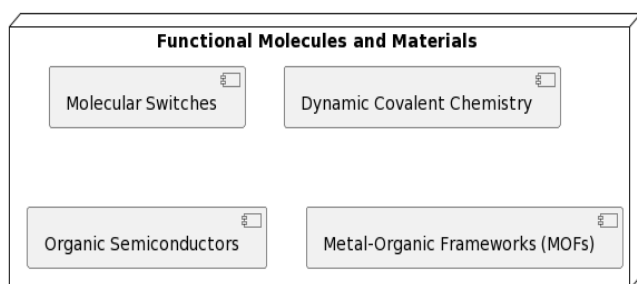 Functional Molecules and Materials
Molecular Switches
Dynamic Covalent Chemistry
Organic Semiconductors
Metal-Organic Frameworks (MOFs)